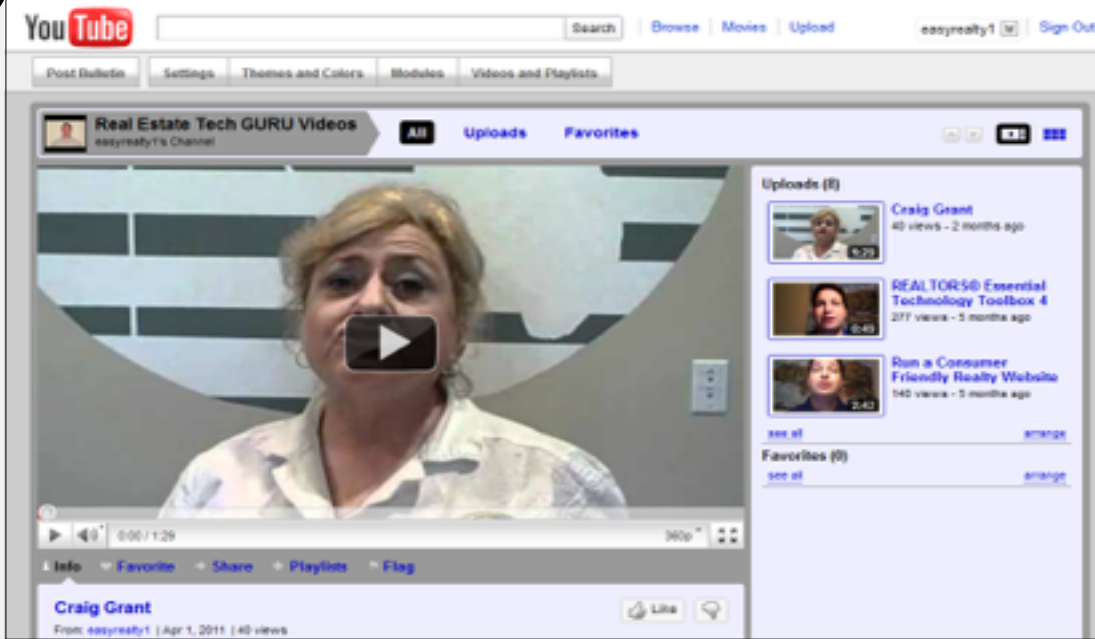 You Tube
Search
Browse
Movies
Upload
easyrealty1
Sign Out
Post Bulletin
Settings
Themes and Colors
Modules
Videos and Playlists
Real Estate Tech GURU Videos
easyrealty1's Channel
All
Uploads
Favorites
Uploads (8)
Craig Grant
40 views - 2 months ago
REALTORS® Essential
Technology Toolbox 4
277 views - 5 months ago
0:49
Run a Consumer
Friendly Realty Website
140 views - 5 months ago
2:42
see all
arrange
Favorites (0)
see all
arrange
0:00 / 1:29
360p
Info
Favorite
Share
Playlists
Flag
Craig Grant
Like
From: easyrealty1 | Apr 1, 2011 | 40 views